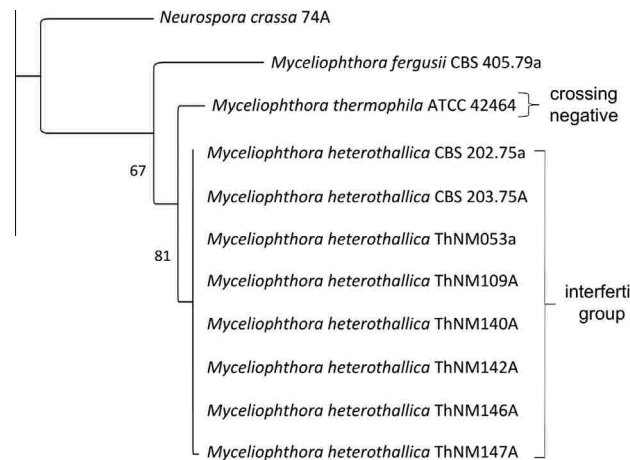 Neurospora crassa 74A
Myceliophthora fergusii CBS 405.79a
Myceliophthora thermophila ATCC 42464
crossing
negative
Myceliophthora heterothallica CBS 202.75a
67
Myceliophthora heterothallica CBS 203.75A
Myceliophthora heterothallica ThNM053a
81
Myceliophthora heterothallica ThNM109A
interferti
group
Myceliophthora heterothallica ThNM140A
Myceliophthora heterothallica ThNM142A
Myceliophthora heterothallica ThNM146A
Myceliophthora heterothallica ThNM147A